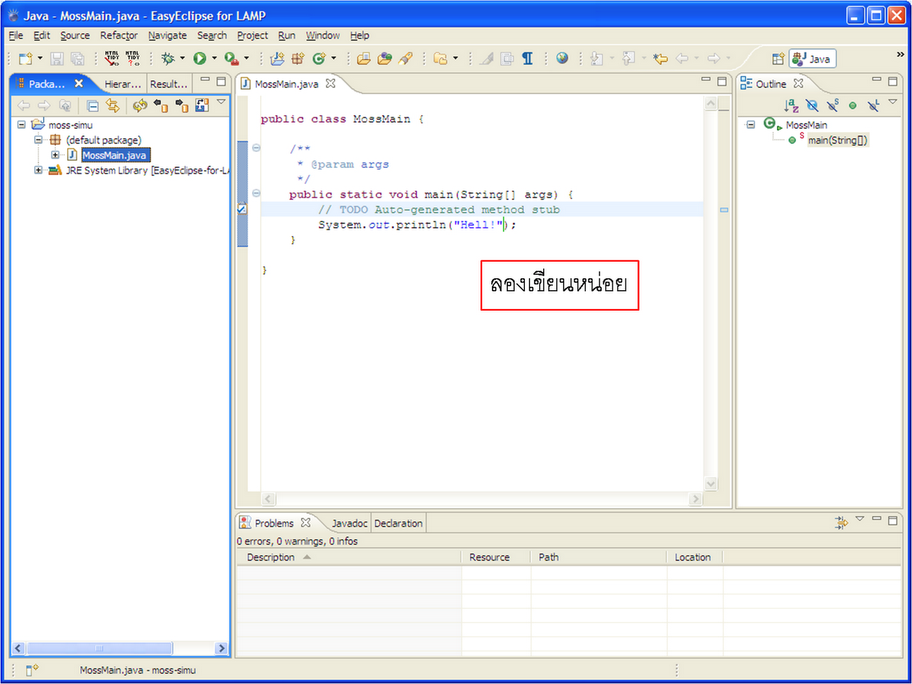 Java - MossMain.java - EasyEclipse for LAMP
File Edit Source Refactor Navigate Search Project Run Window Help
Java
Packa... Hierar... Result...
moss-simu
(default package)
MossMain.java
JRE System Library [EasyEclipse-for-LA
MossMain.java
public class MossMain {
/**
* @param args
*/
public static void main(String[] args) {
// TODO Auto-generated method stub
System.out.println("Hell!");
}
}
ลองเขียนหน่อย
Outline
MossMain
main(String[])
Problems Javadoc Declaration
0 errors, 0 warnings, 0 infos
Description Resource Path Location
MossMain.java - moss-simu